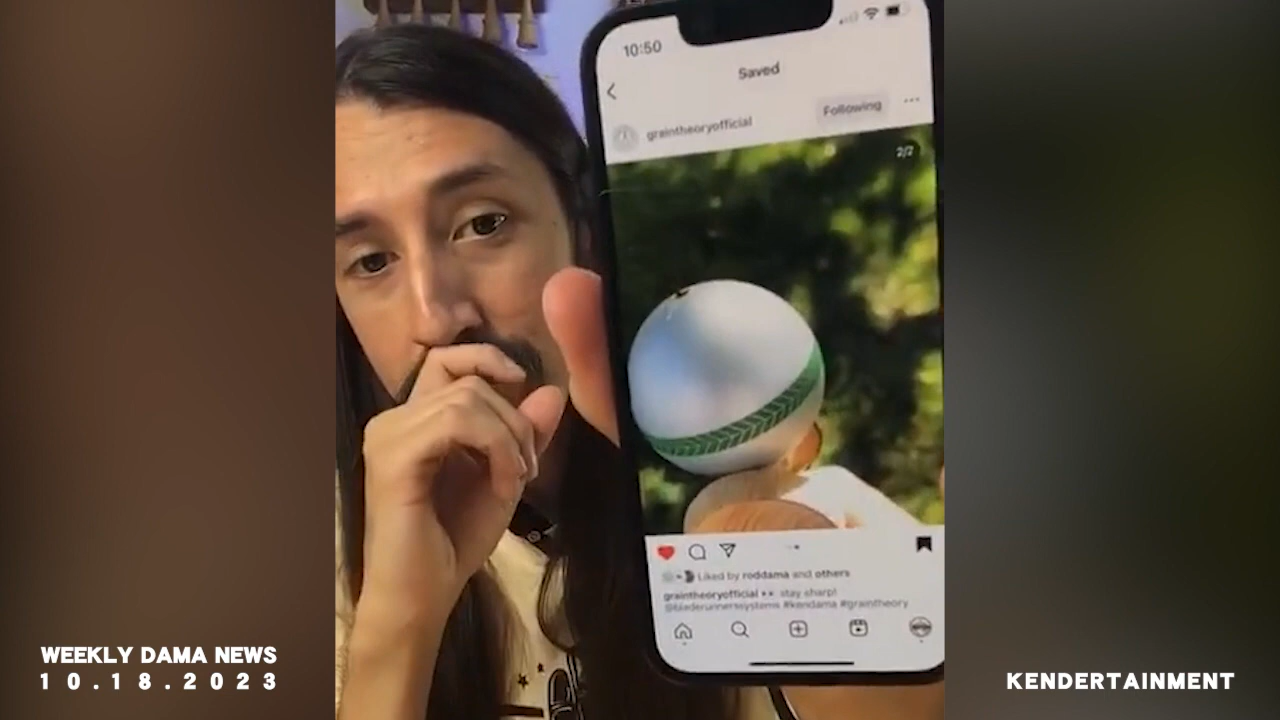 10:50
Saved
graintheoryofficial
Following
2/2
Liked by roddama and others
graintheoryofficial 👀 stay sharp!
@bladerunnerssystems #kendama #graintheory
WEEKLY DAMA NEWS
10.18.2023
KENDERTAINMENT